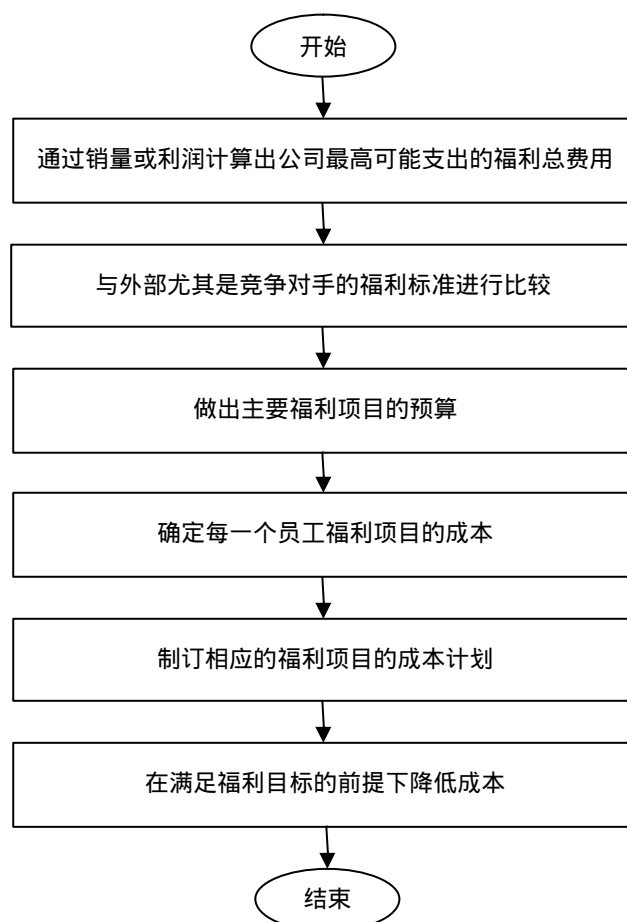 开始
通过销量或利润计算出公司最高可能支出的福利总费用
与外部尤其是竞争对手的福利标准进行比较
做出主要福利项目的预算
确定每一个员工福利项目的成本
制订相应的福利项目的成本计划
在满足福利目标的前提下降低成本
结束